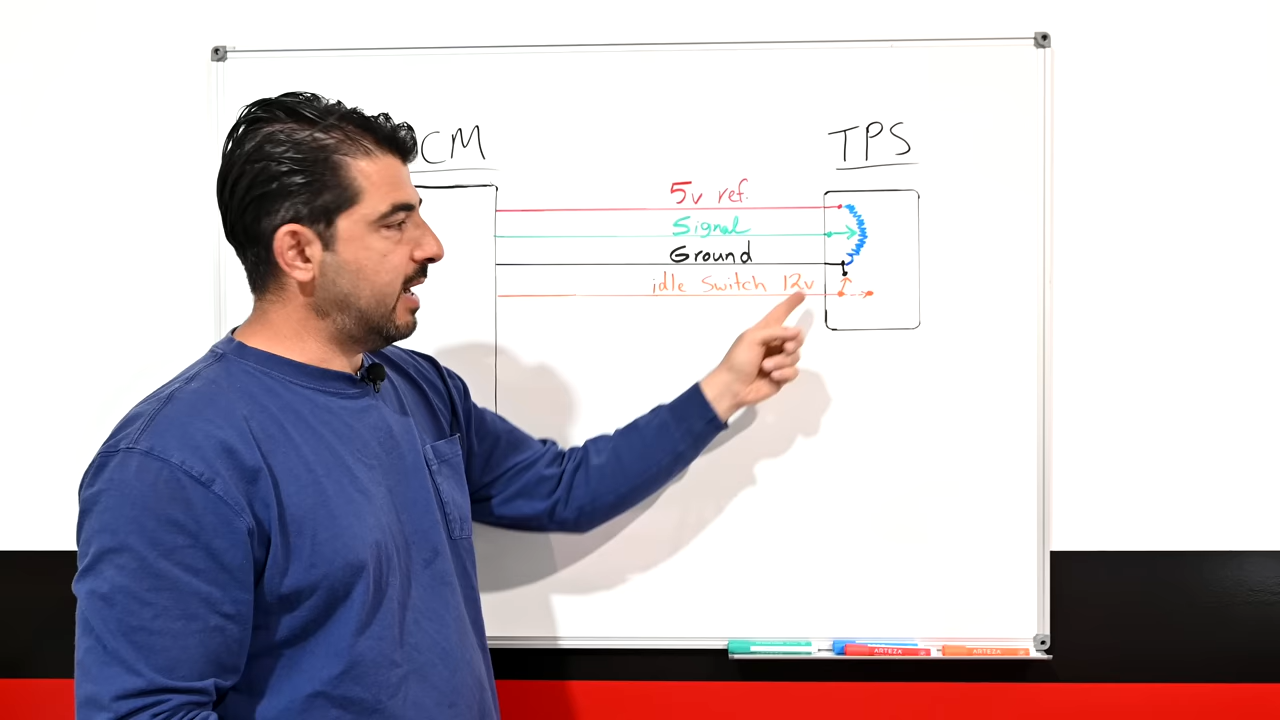 CM
TPS
5v ref.
Signal
Ground
idle Switch 12v
ARTEZA
ARTEZA